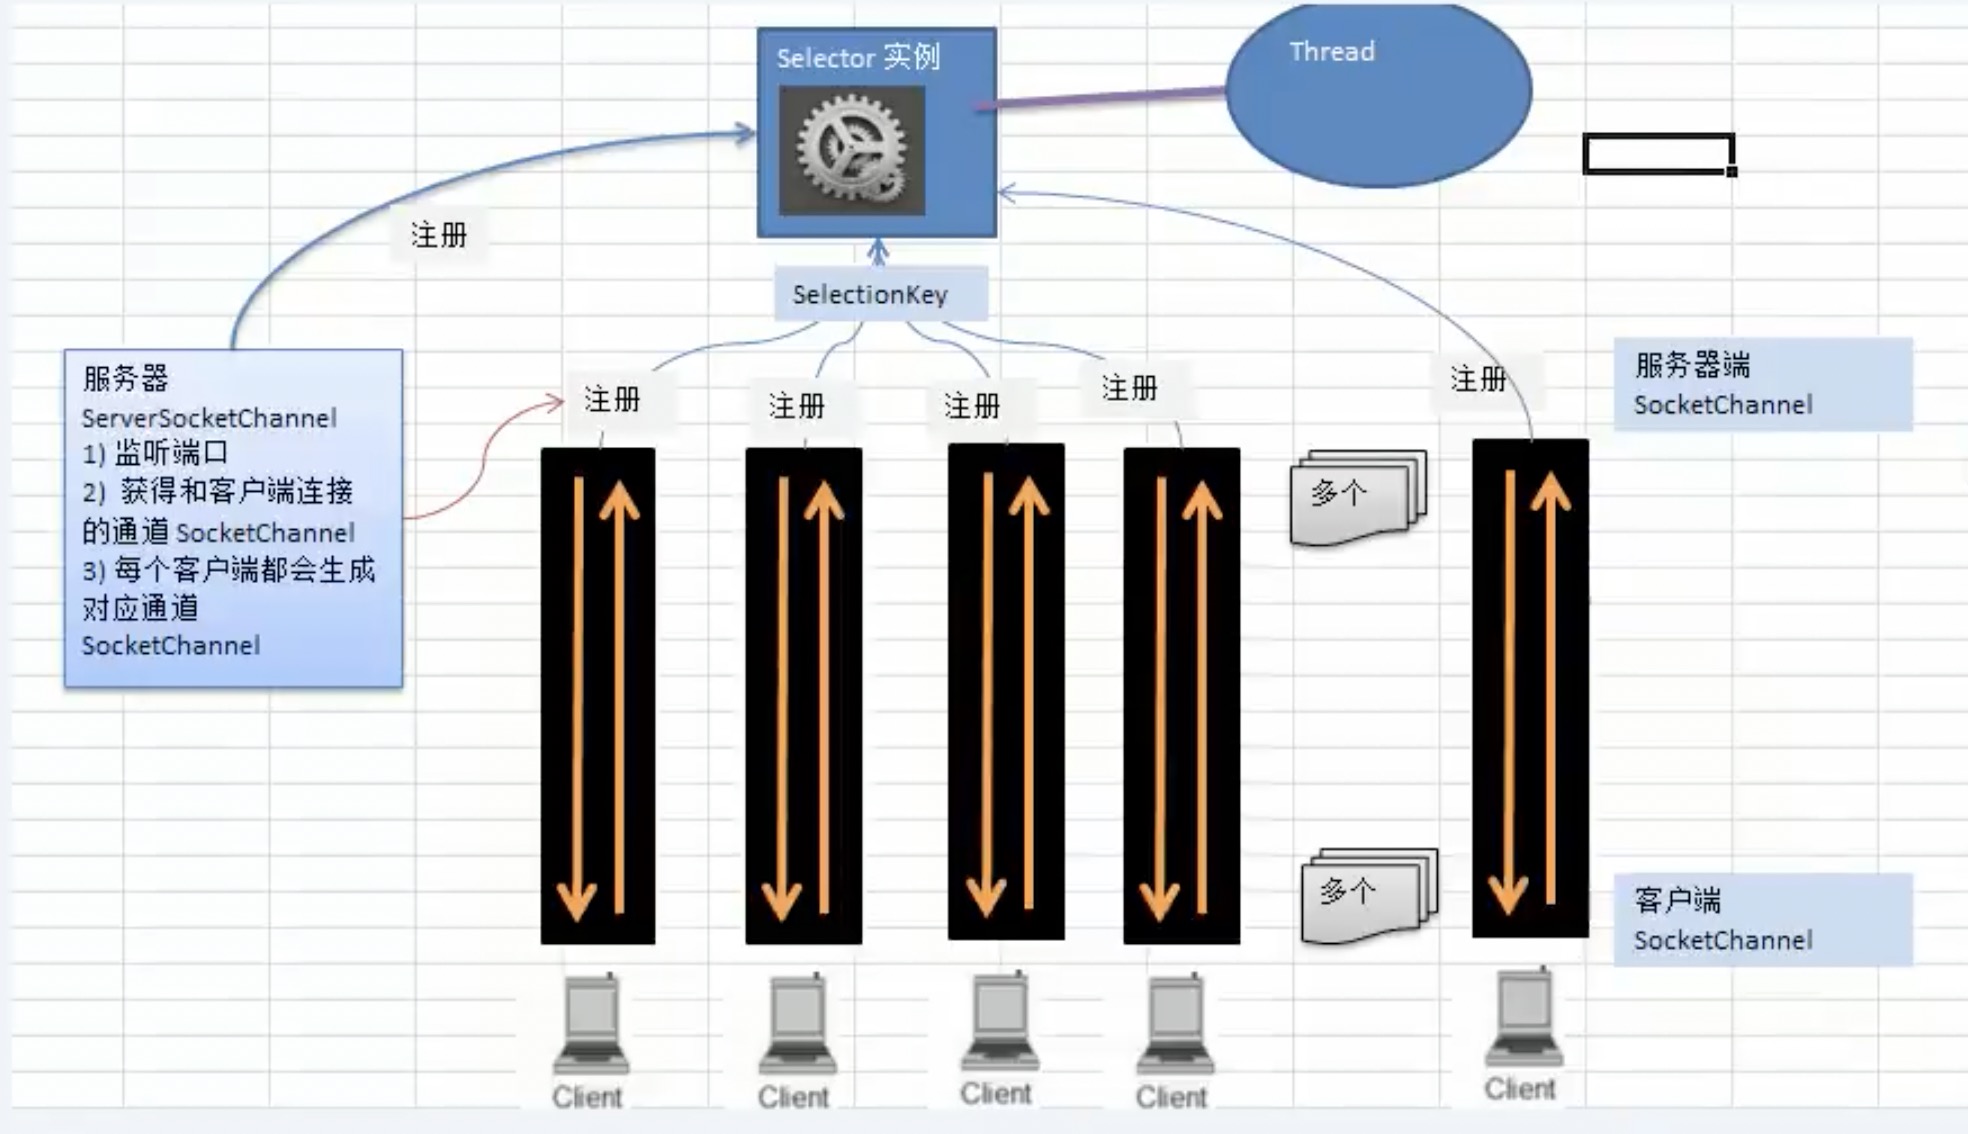 Selector 实例
Thread
注册
SelectionKey
服务器
ServerSocketChannel
1) 监听端口
2) 获得和客户端连接
的通道 SocketChannel
3) 每个客户端都会生成
对应通道
SocketChannel
注册
注册
注册
注册
注册
服务器端
SocketChannel
多个
多个
客户端
SocketChannel
Client
Client
Client
Client
Client